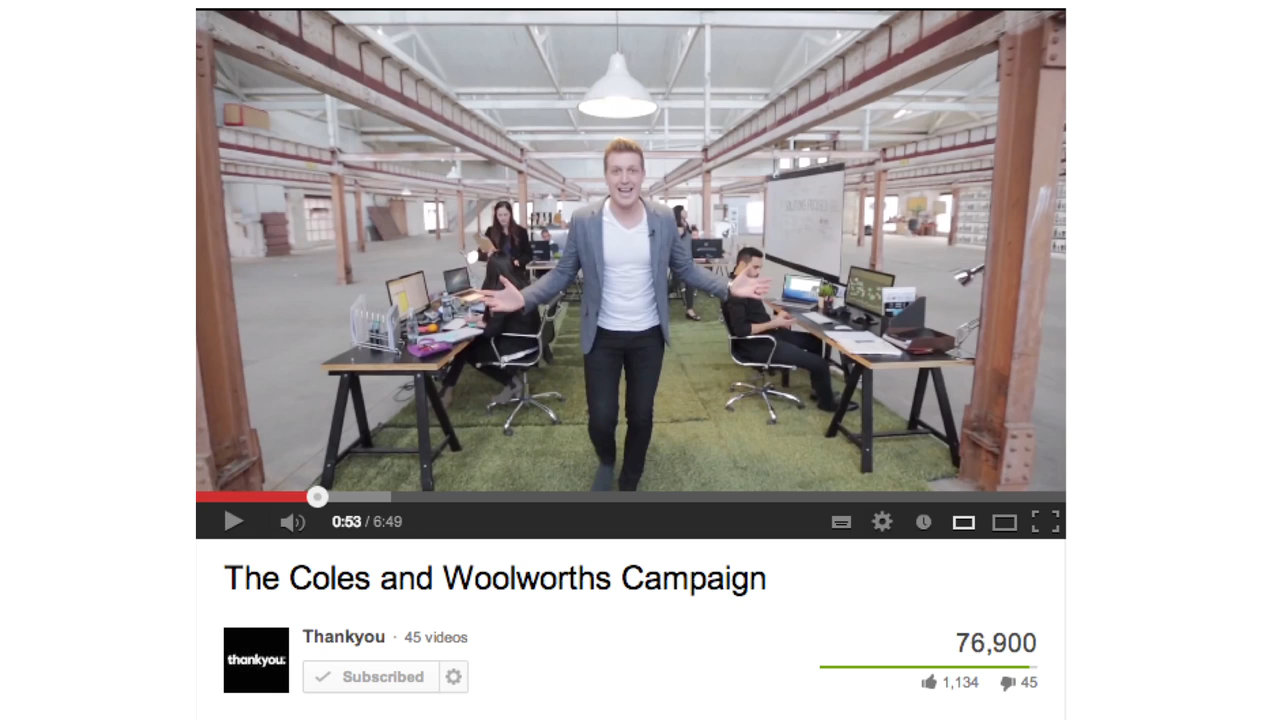 0:53 / 6:49
The Coles and Woolworths Campaign
thankyou.
Thankyou · 45 videos
Subscribed
76,900
1,134 45